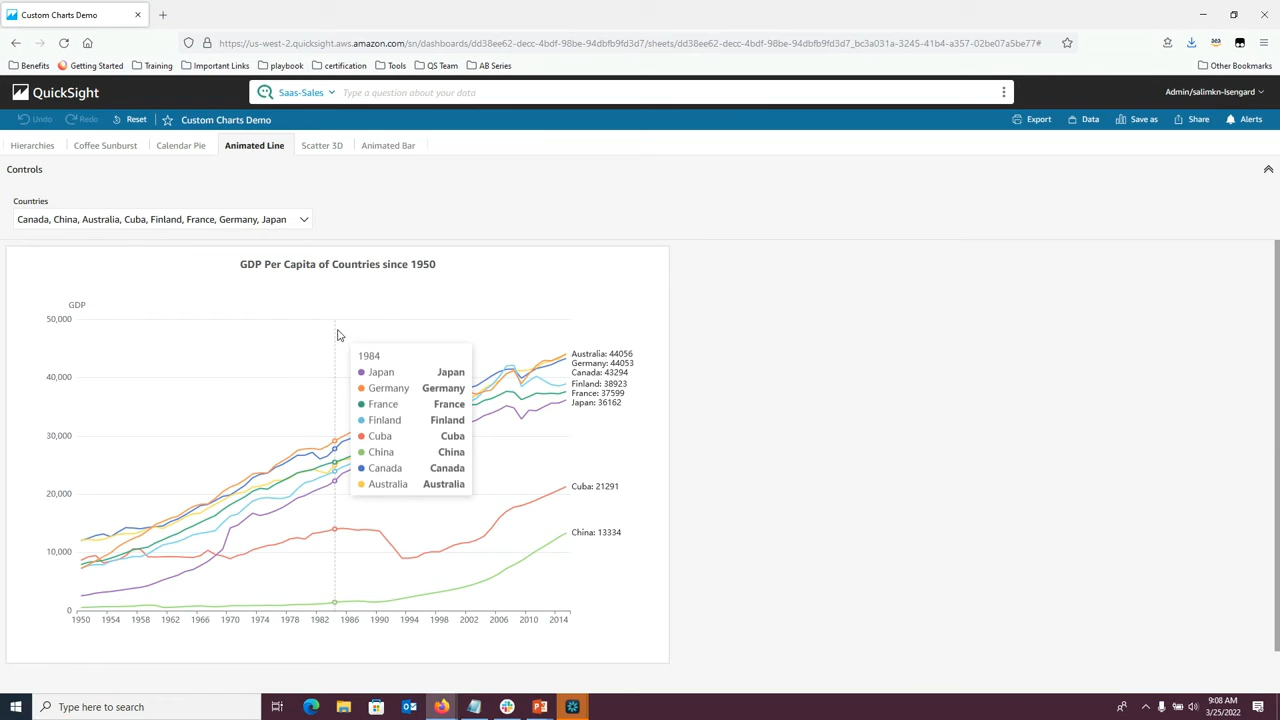 Custom Charts Demo
https://us-west-2.quicksight.aws.amazon.com/sn/dashboards/dd38ee62-decc-4bdf-98be-94dbfb9fd3d7/sheets/dd38ee62-decc-4bdf-98be-94dbfb9fd3d7_bc3a031a-3245-41b4-a357-02be07a5be77#
Benefits Getting Started Training Important Links playbook certification Tools QS Team AB Series Other Bookmarks
QuickSight Saas-Sales Type a question about your data Admin/salimkn-Isengard
Undo Redo Reset Custom Charts Demo Export Data Save as Share Alerts
Hierarchies Coffee Sunburst Calendar Pie Animated Line Scatter 3D Animated Bar
Controls
Countries
Canada, China, Australia, Cuba, Finland, France, Germany, Japan
GDP Per Capita of Countries since 1950
GDP
50,000
40,000
30,000
20,000
10,000
0
1984
Japan Japan
Germany Germany
France France
Finland Finland
Cuba Cuba
China China
Canada Canada
Australia Australia
Australia: 44056
Germany: 44053
Canada: 43294
Finland: 38923
France: 37599
Japan: 36162
Cuba: 21291
China: 13334
1950 1954 1958 1962 1966 1970 1974 1978 1982 1986 1990 1994 1998 2002 2006 2010 2014
Type here to search
9:08 AM
3/25/2022